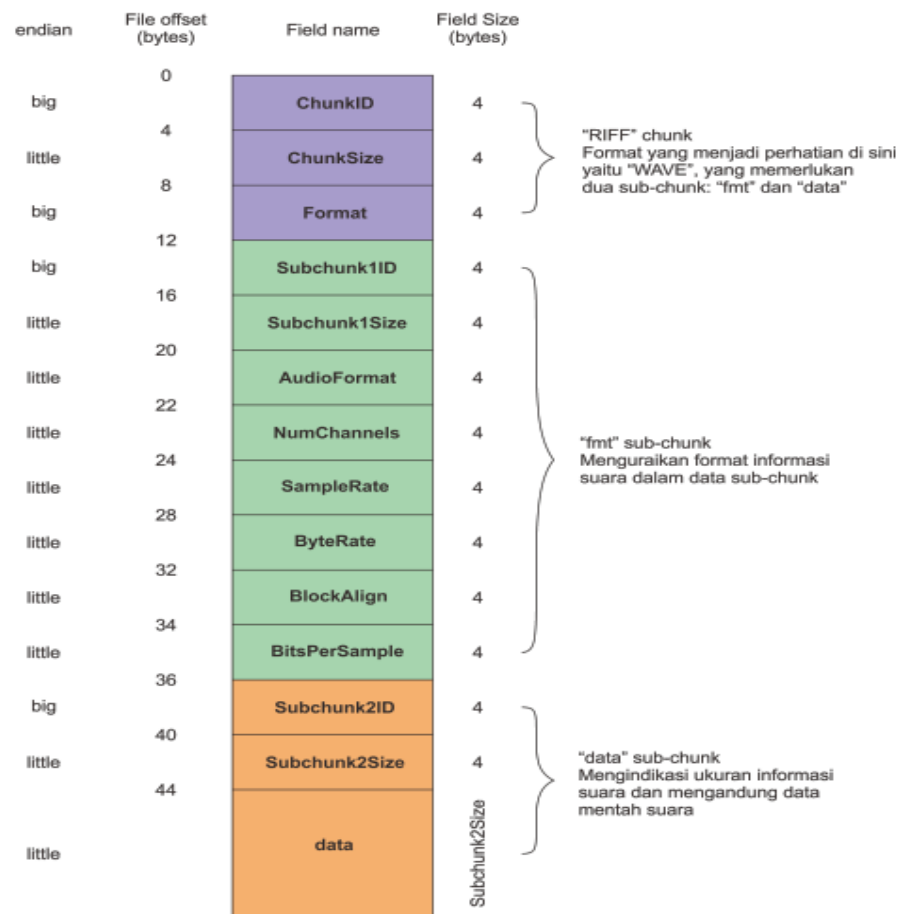 endian File offset (bytes) Field name Field Size (bytes)
0
big ChunkID 4
4
little ChunkSize 4
8
big Format 4
12
"RIFF" chunk
Format yang menjadi perhatian di sini
yaitu "WAVE", yang memerlukan
dua sub-chunk: "fmt" dan "data"
big Subchunk1ID 4
16
little Subchunk1Size 4
20
little AudioFormat 4
22
little NumChannels 4
24
little SampleRate 4
28
little ByteRate 4
32
little BlockAlign 4
34
little BitsPerSample 4
36
"fmt" sub-chunk
Menguraikan format informasi
suara dalam data sub-chunk
big Subchunk2ID 4
40
little Subchunk2Size 4
44
little data Subchunk2Size
"data" sub-chunk
Mengindikasi ukuran informasi
suara dan mengandung data
mentah suara